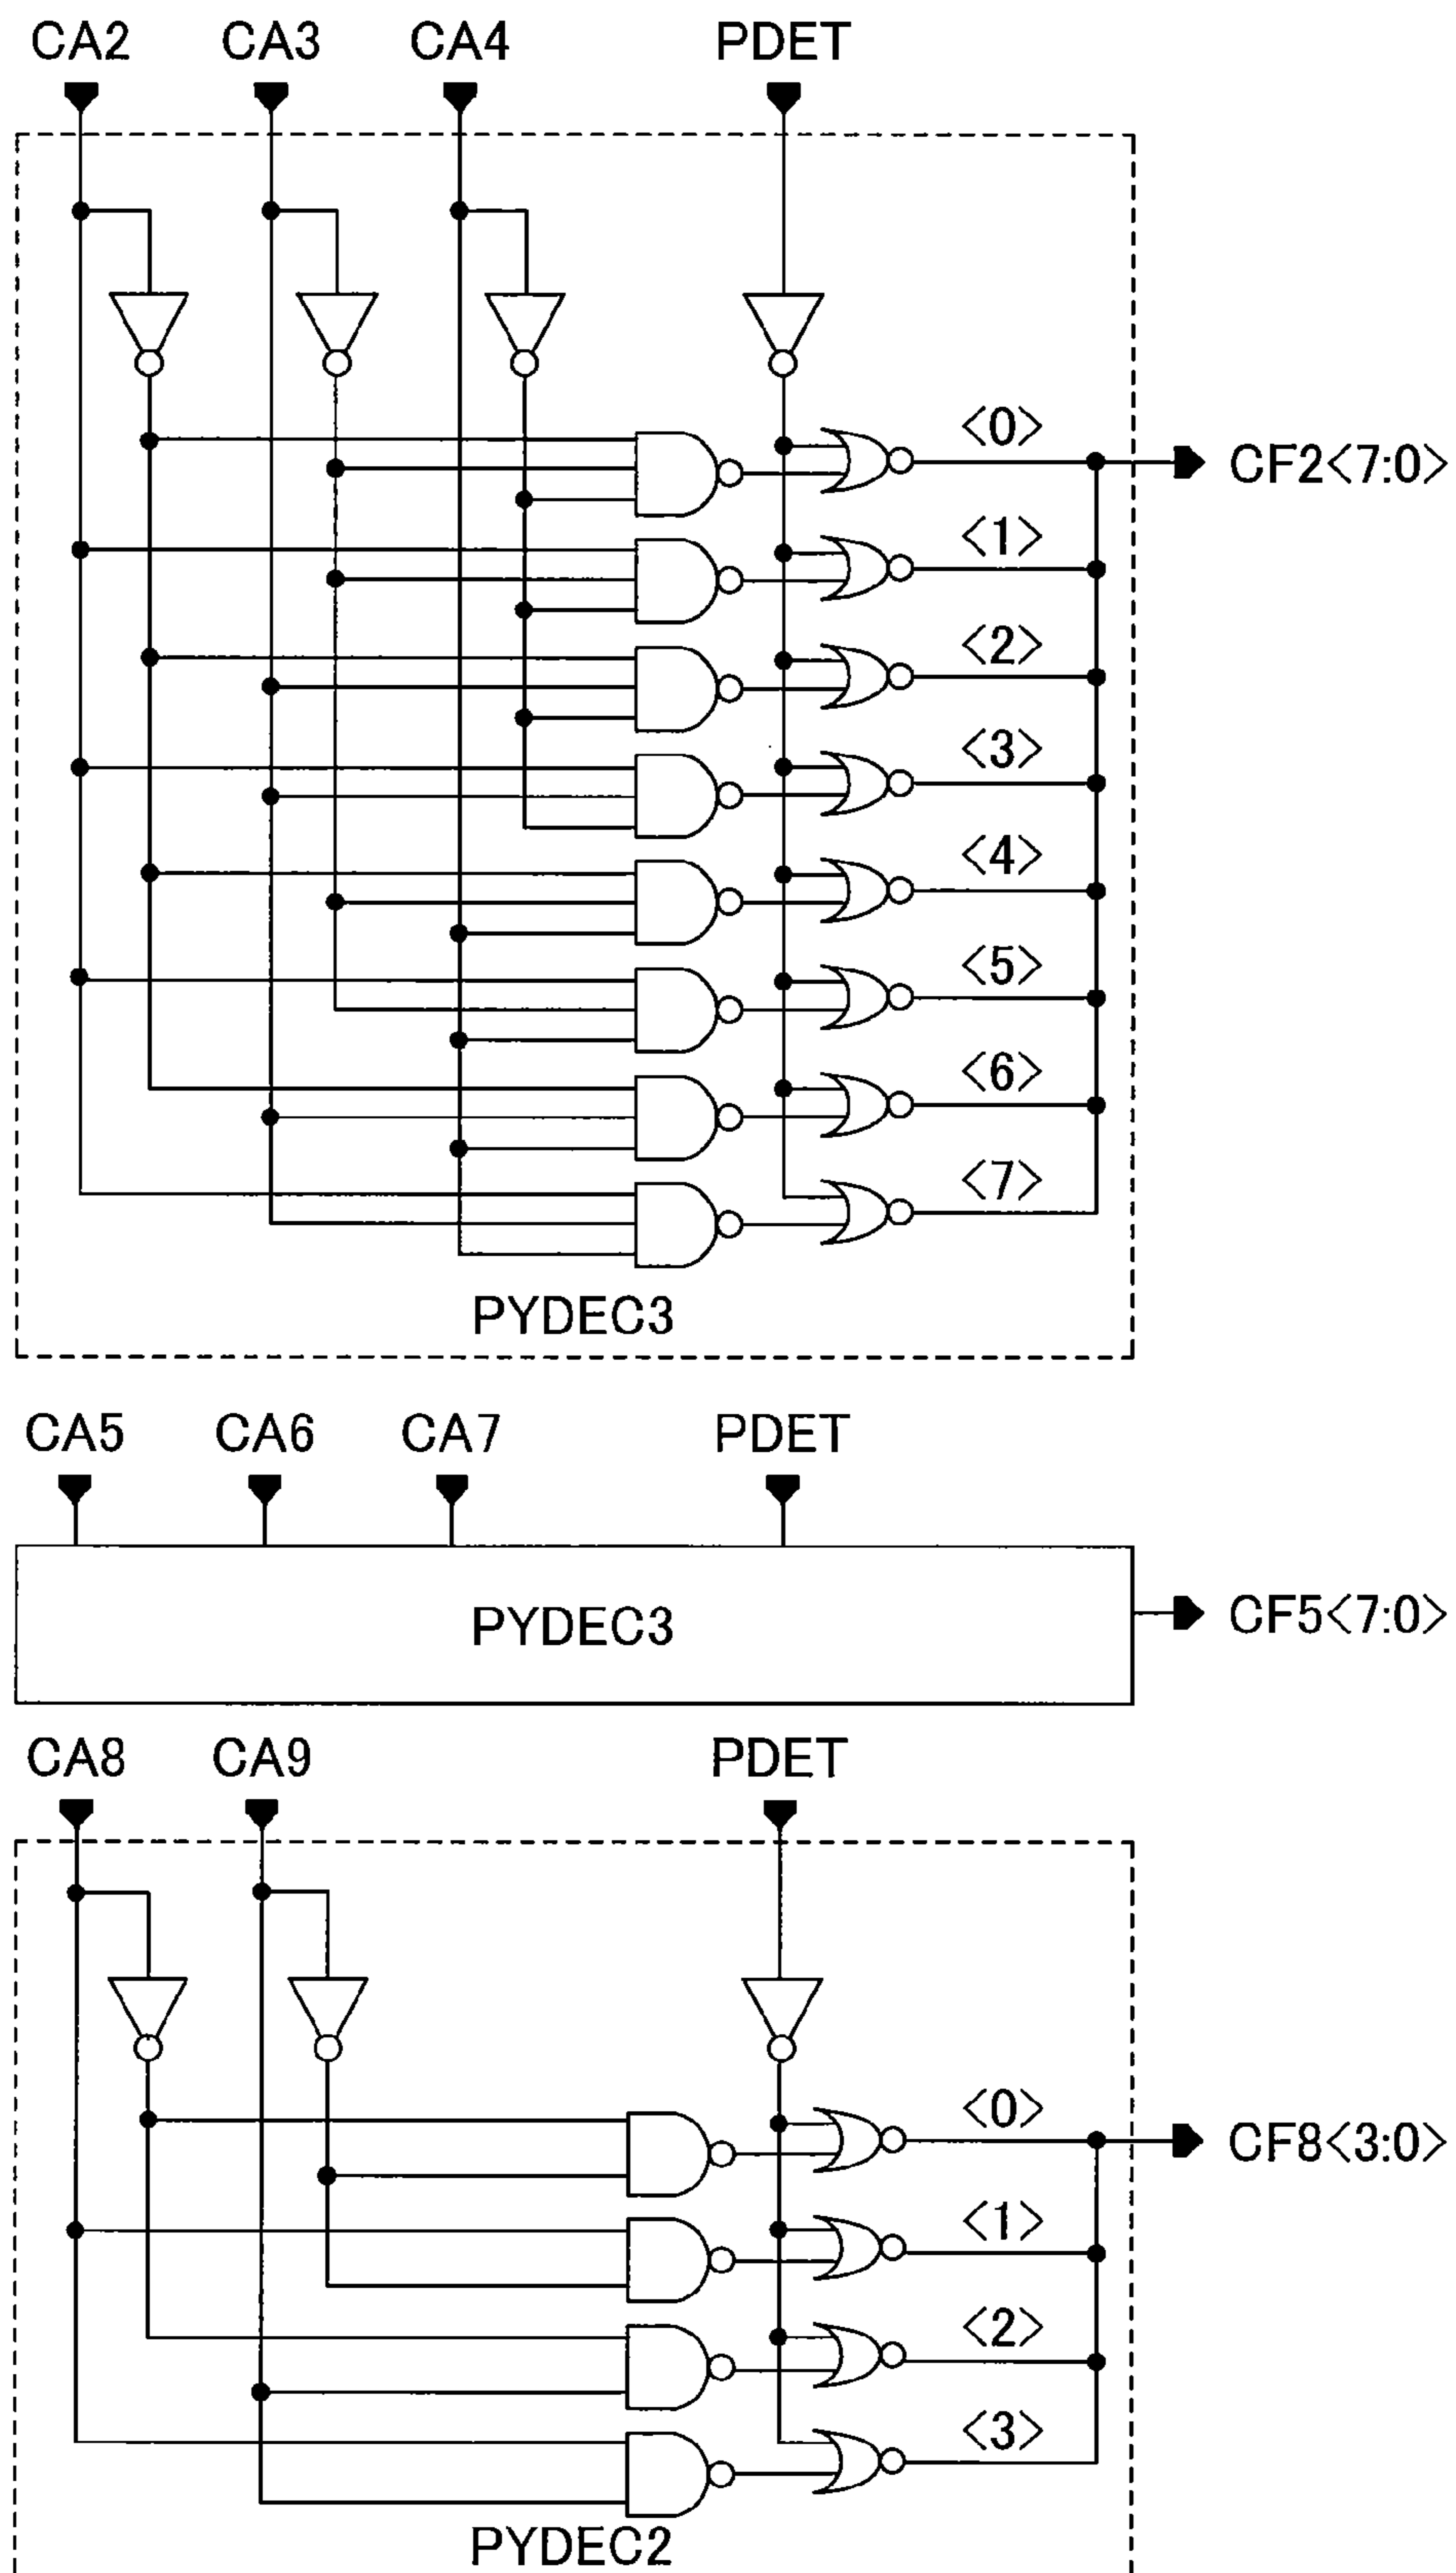 CA2 CA3 CA4 PDET
<0>
CF2<7:0>
<1>
<2>
<3>
<4>
<5>
<6>
<7>
PYDEC3
CA5 CA6 CA7 PDET
PYDEC3
CF5<7:0>
CA8 CA9 PDET
<0>
CF8<3:0>
<1>
<2>
<3>
PYDEC2